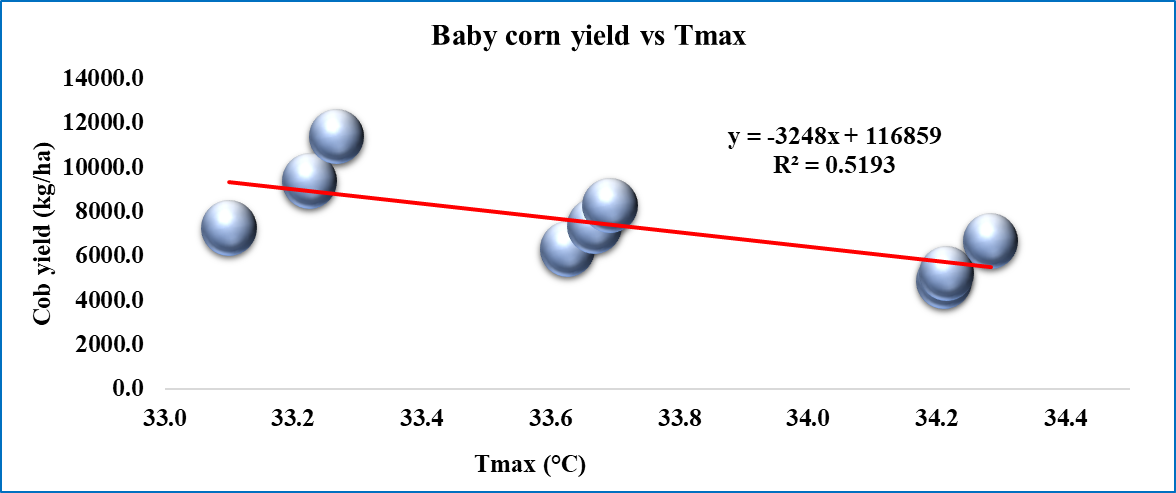 Baby corn yield vs Tmax
14000.0
12000.0
10000.0
8000.0
6000.0
4000.0
2000.0
0.0
Cob yield (kg/ha)
y = -3248x + 116859
R² = 0.5193
33.0 33.2 33.4 33.6 33.8 34.0 34.2 34.4
Tmax (°C)